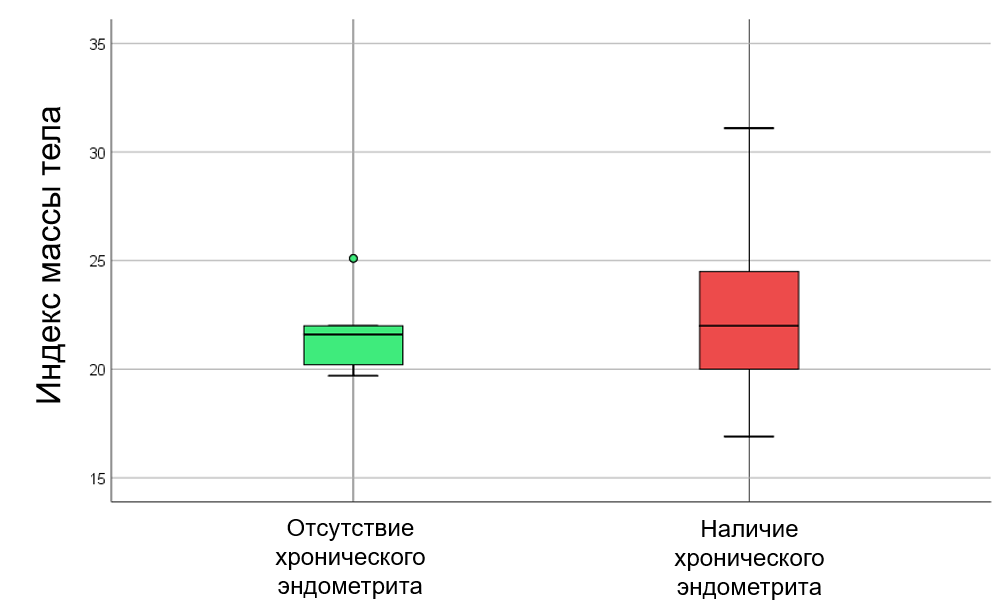 Индекс массы тела
35
30
25
20
15
Отсутствие
хронического
эндометрита
Наличие
хронического
эндометрита